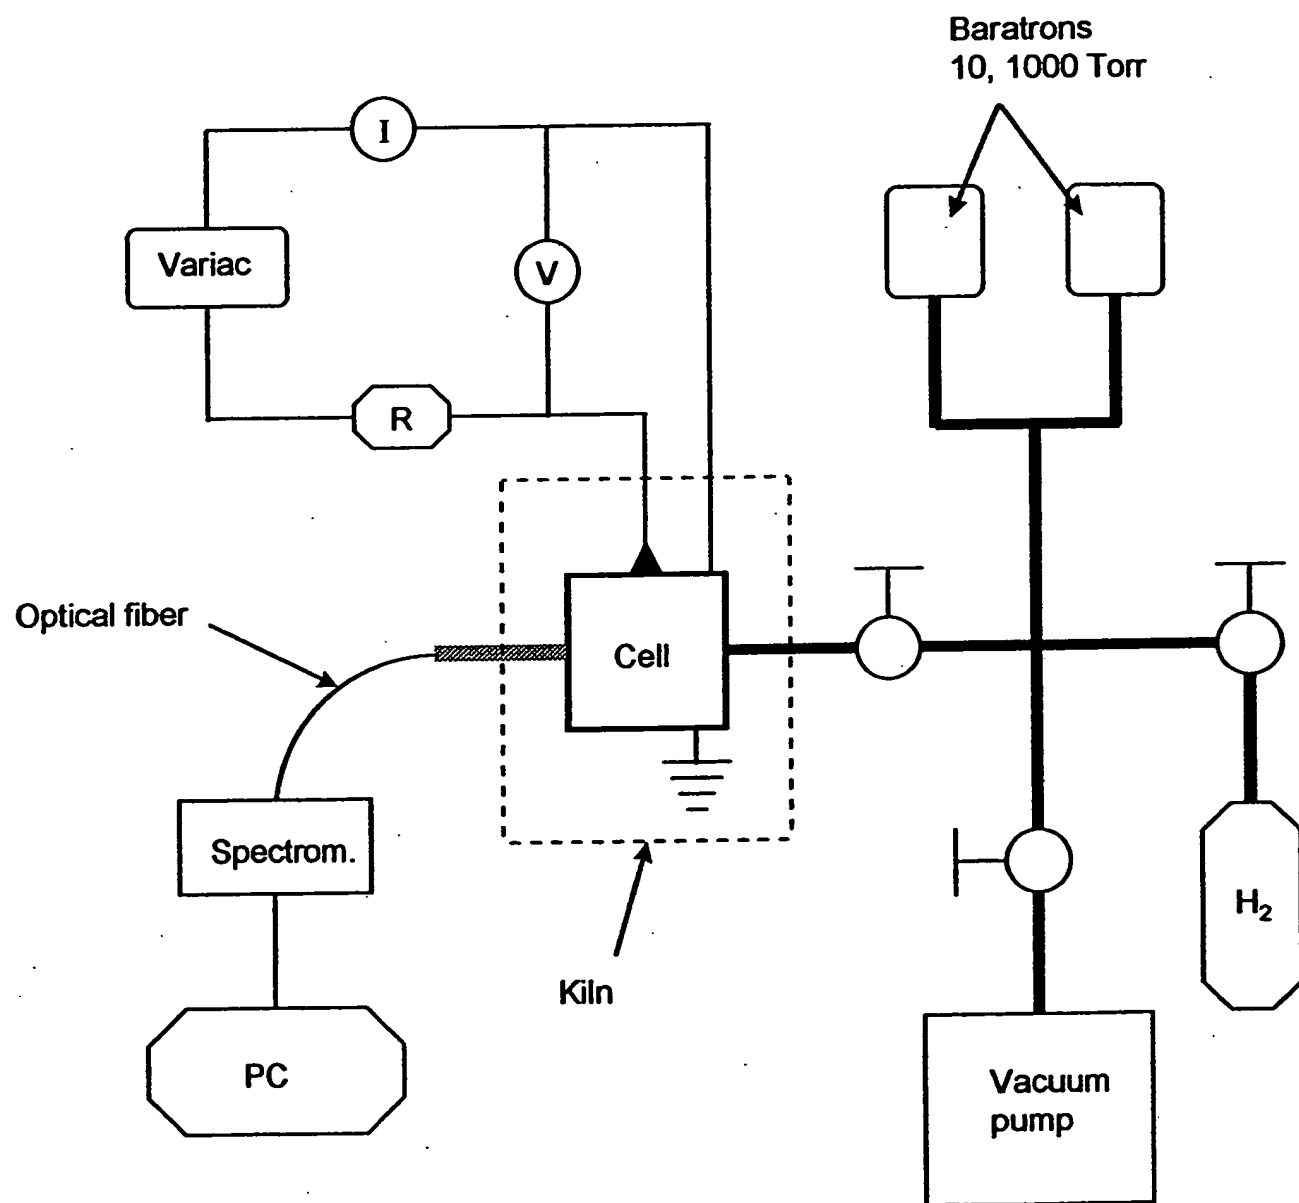 Baratrons
10, 1000 Torr
I
Variac
V
R
Optical fiber
Cell
Spectrom.
H₂
Kiln
PC
Vacuum
pump